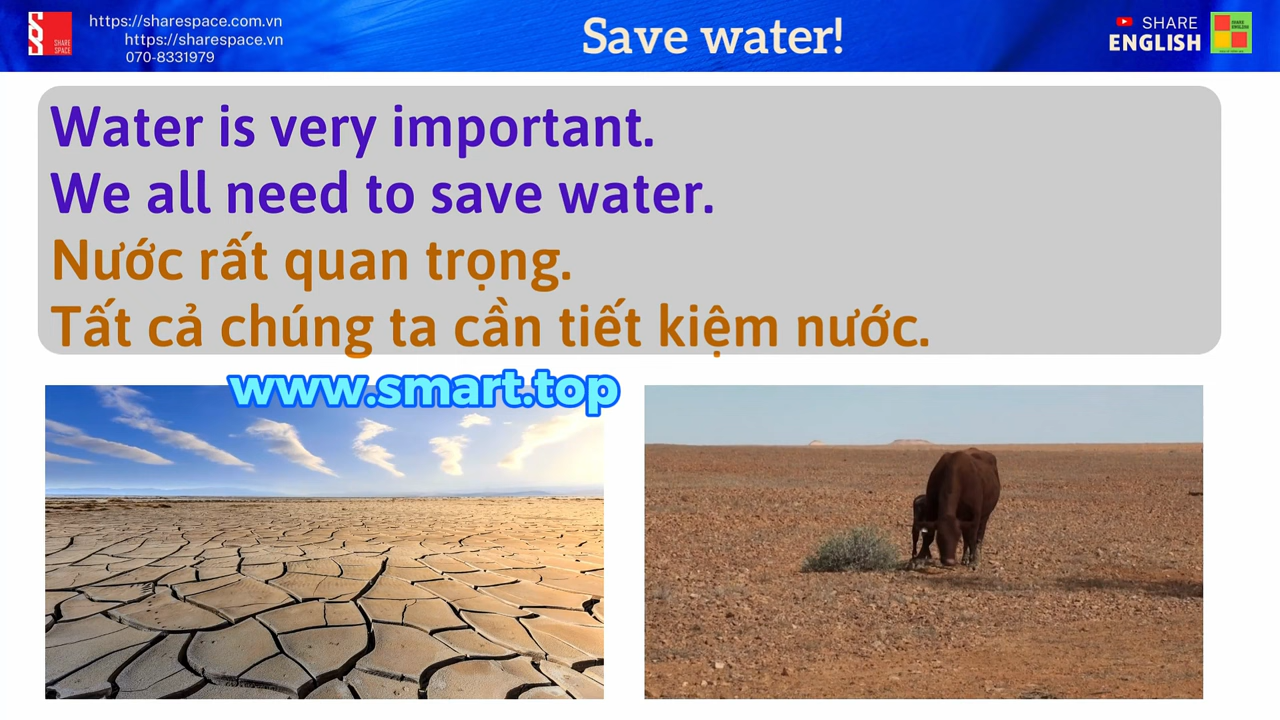 https://sharespace.com.vn
https://sharespace.vn
070-8331979
SHARE
SPACE
Save water!
SHARE
ENGLISH
Water is very important.
We all need to save water.
Nước rất quan trọng.
Tất cả chúng ta cần tiết kiệm nước.
www.smart.top